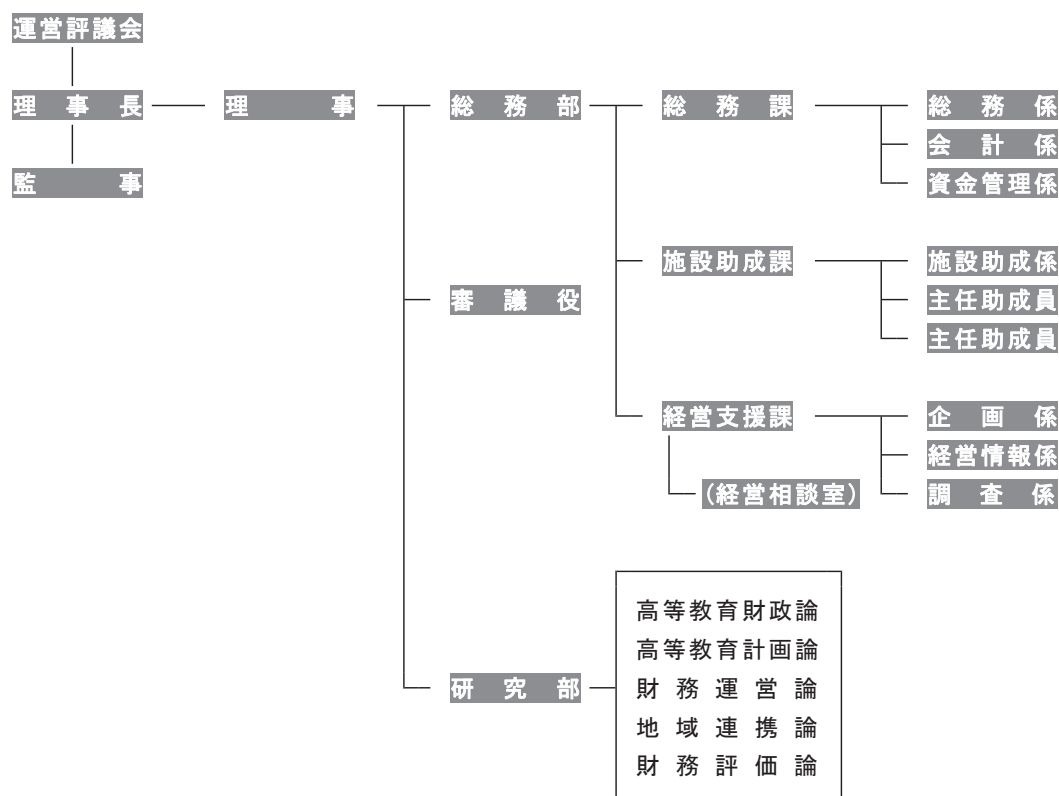 運営評議会
理事長 理事 総務部 総務課 総務係
会計係
監事 資金管理係
施設助成課 施設助成係
審議役 主任助成員
主任助成員
経営支援課 企画係
経営情報係
(経営相談室) 調査係
高等教育財政論
高等教育計画論
研究部 財務運営論
地域連携論
財務評価論